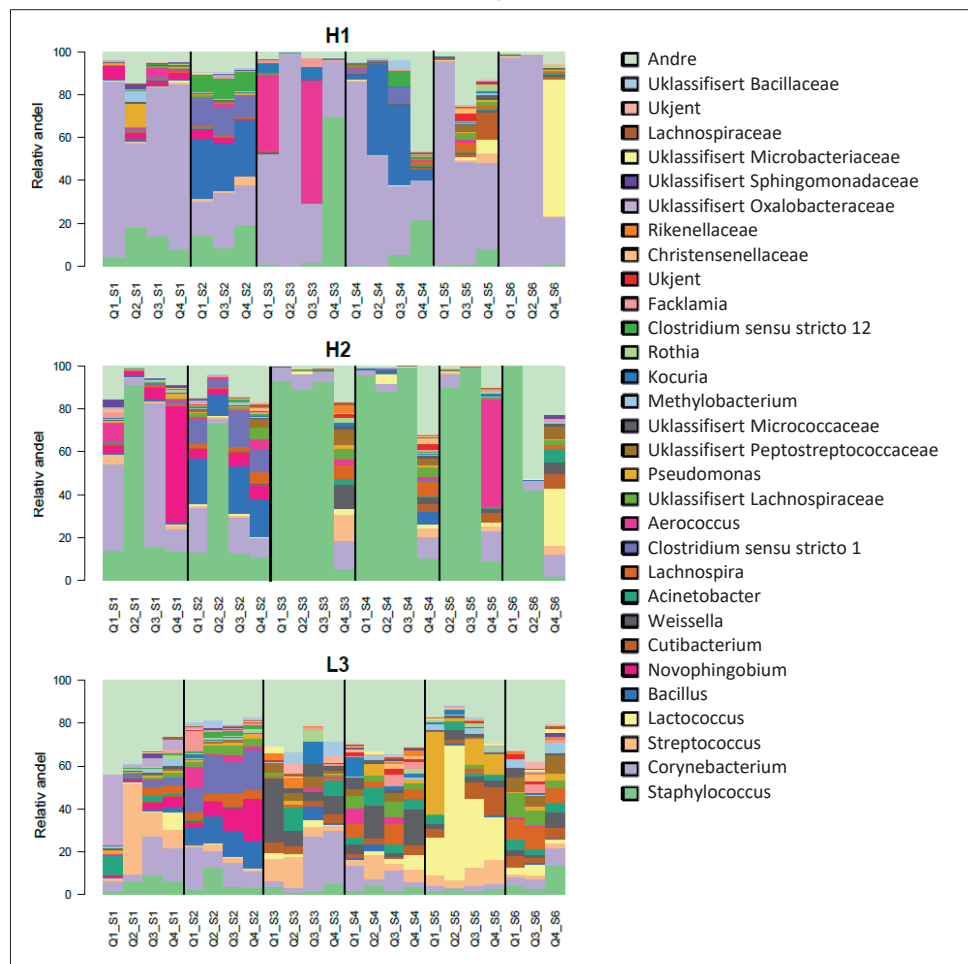 H1
Relativ andel
100
80
60
40
20
0
Q1_S1
Q2_S1
Q3_S1
Q4_S1
Q1_S2
Q2_S2
Q3_S2
Q4_S2
Q1_S3
Q2_S3
Q3_S3
Q4_S3
Q1_S4
Q2_S4
Q3_S4
Q4_S4
Q1_S5
Q3_S5
Q4_S5
Q1_S6
Q2_S6
Q4_S6
H2
Relativ andel
100
80
60
40
20
0
Q1_S1
Q2_S1
Q3_S1
Q4_S1
Q1_S2
Q2_S2
Q3_S2
Q4_S2
Q1_S3
Q2_S3
Q3_S3
Q4_S3
Q1_S4
Q2_S4
Q3_S4
Q4_S4
Q1_S5
Q3_S5
Q4_S5
Q1_S6
Q2_S6
Q4_S6
L3
Relativ andel
100
80
60
40
20
0
Q1_S1
Q2_S1
Q3_S1
Q4_S1
Q1_S2
Q2_S2
Q3_S2
Q4_S2
Q1_S3
Q2_S3
Q3_S3
Q4_S3
Q1_S4
Q2_S4
Q3_S4
Q4_S4
Q1_S5
Q2_S5
Q3_S5
Q4_S5
Q1_S6
Q3_S6
Q4_S6
Andre
Uklassifisert Bacillaceae
Ukjent
Lachnospiraceae
Uklassifisert Microbacteriaceae
Uklassifisert Sphingomonadaceae
Uklassifisert Oxalobacteraceae
Rikenellaceae
Christensenellaceae
Ukjent
Facklamia
Clostridium sensu stricto 12
Rothia
Kocuria
Methylobacterium
Uklassifisert Micrococcaceae
Uklassifisert Peptostreptococcaceae
Pseudomonas
Uklassifisert Lachnospiraceae
Aerococcus
Clostridium sensu stricto 1
Lachnospira
Acinetobacter
Weissella
Cutibacterium
Novophingobium
Bacillus
Lactococcus
Streptococcus
Corynebacterium
Staphylococcus